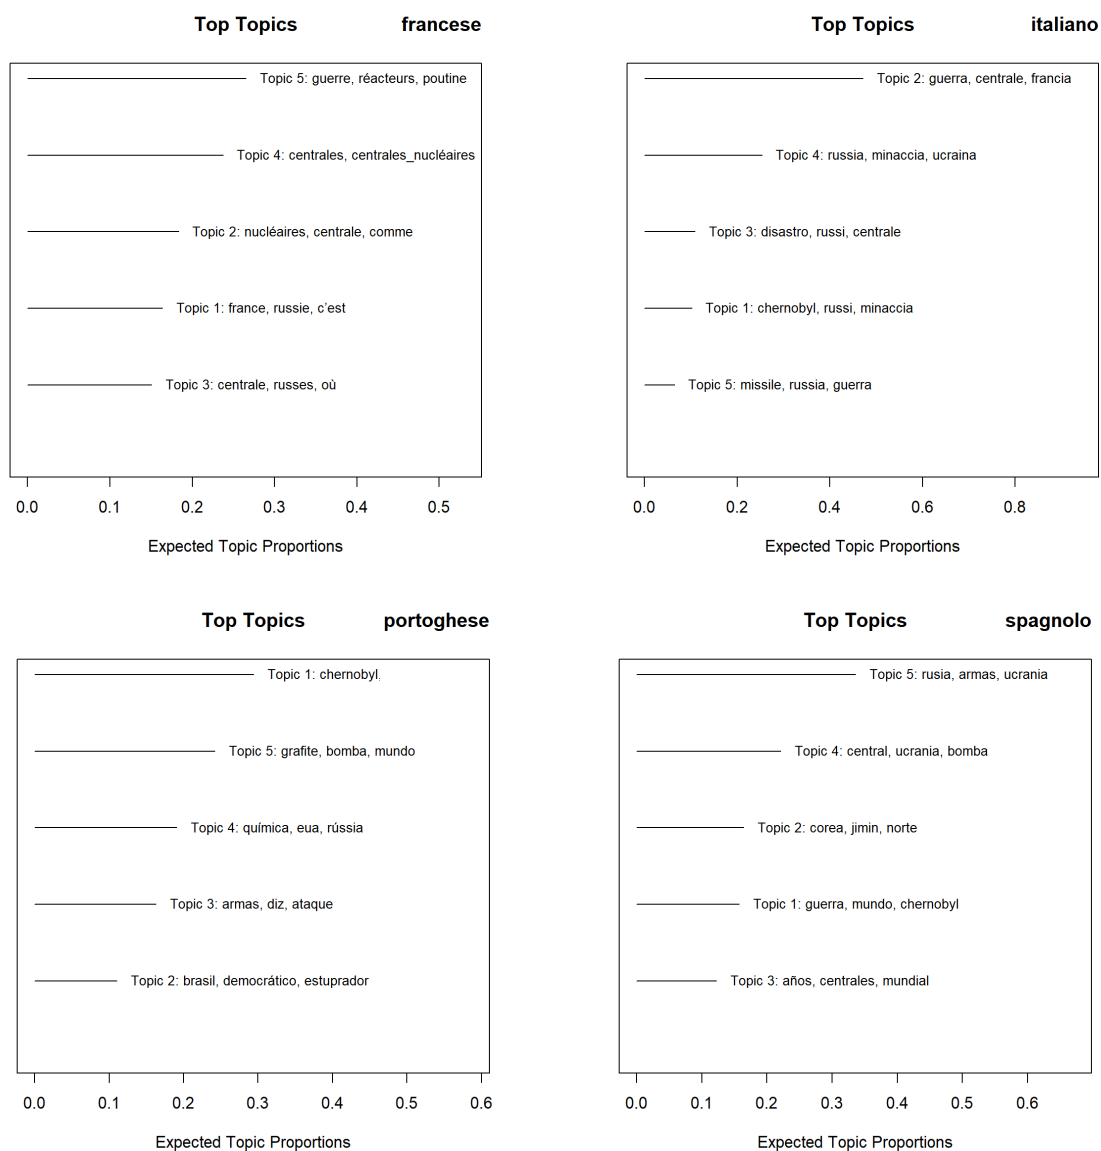 Top Topics francese
Topic 5: guerre, réacteurs, poutine
Topic 4: centrales, centrales_nucléaires
Topic 2: nucléaires, centrale, comme
Topic 1: france, russie, c’est
Topic 3: centrale, russes, où
0.0 0.1 0.2 0.3 0.4 0.5
Expected Topic Proportions
Top Topics italiano
Topic 2: guerra, centrale, francia
Topic 4: russia, minaccia, ucraina
Topic 3: disastro, russi, centrale
Topic 1: chernobyl, russi, minaccia
Topic 5: missile, russia, guerra
0.0 0.2 0.4 0.6 0.8
Expected Topic Proportions
Top Topics portoghese
Topic 1: chernobyl,
Topic 5: grafite, bomba, mundo
Topic 4: química, eua, rússia
Topic 3: armas, diz, ataque
Topic 2: brasil, democrático, estuprador
0.0 0.1 0.2 0.3 0.4 0.5 0.6
Expected Topic Proportions
Top Topics spagnolo
Topic 5: rusia, armas, ucrania
Topic 4: central, ucrania, bomba
Topic 2: corea, jimin, norte
Topic 1: guerra, mundo, chernobyl
Topic 3: años, centrales, mundial
0.0 0.1 0.2 0.3 0.4 0.5 0.6
Expected Topic Proportions